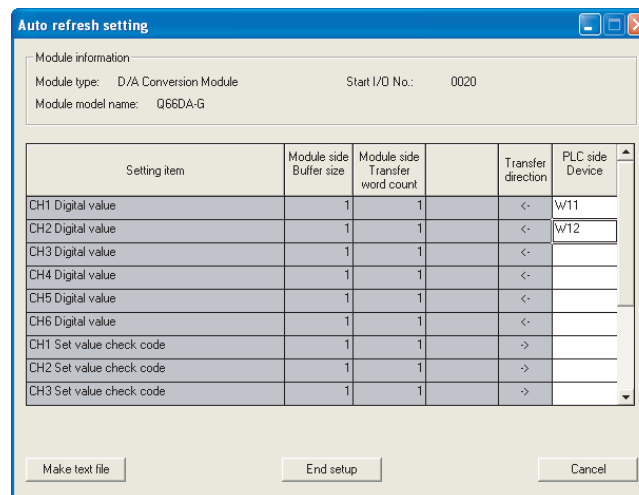 Auto refresh setting
Module information
Module type: D/A Conversion Module Start I/O No.: 0020
Module model name: Q66DA-G
Setting item Module side Buffer size Module side Transfer word count Transfer direction PLC side Device
CH1 Digital value 1 1 <- W11
CH2 Digital value 1 1 <- W12
CH3 Digital value 1 1 <-
CH4 Digital value 1 1 <-
CH5 Digital value 1 1 <-
CH6 Digital value 1 1 <-
CH1 Set value check code 1 1 ->
CH2 Set value check code 1 1 ->
CH3 Set value check code 1 1 ->
Make text file End setup Cancel